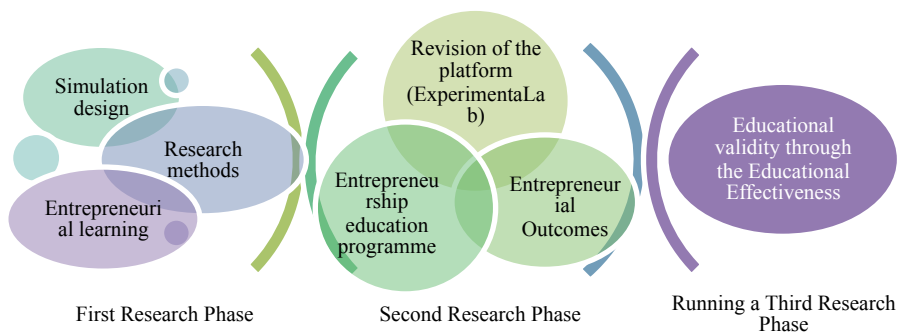 Simulation
design
Research
methods
Entrepreneuri
al learning
First Research Phase
Revision of the
platform
(ExperimentaLa
b)
Entrepreneu
rship
education
programme
Entrepreneur
ial
Outcomes
Second Research Phase
Educational
validity through
the Educational
Effectiveness
Running a Third Research
Phase